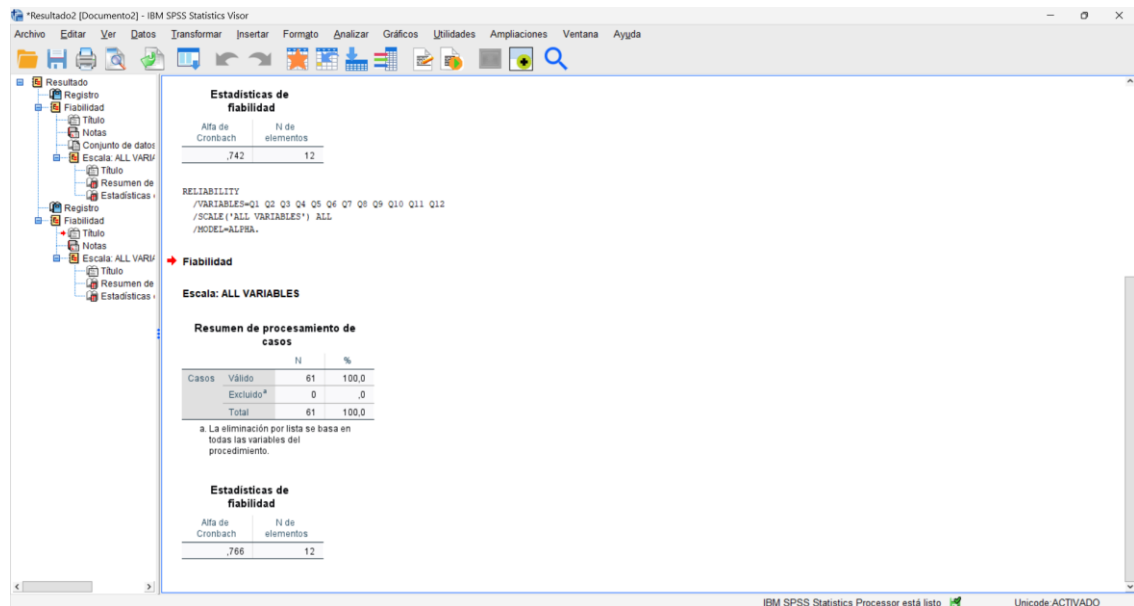 *Resultado2 [Documento2] - IBM SPSS Statistics Visor
Archivo Editar Ver Datos Transformar Insertar Formato Analizar Gráficos Utilidades Ampliaciones Ventana Ayuda
Resultado
Registro
Fiabilidad
Título
Notas
Conjunto de datos
Escala: ALL VARIA
Título
Resumen de
Estadísticas
Registro
Fiabilidad
Título
Notas
Escala: ALL VARIA
Título
Resumen de
Estadísticas
Estadísticas de
fiabilidad
Alfa de
Cronbach
N de
elementos
,742 12
RELIABILITY
/VARIABLES=Q1 Q2 Q3 Q4 Q5 Q6 Q7 Q8 Q9 Q10 Q11 Q12
/SCALE('ALL VARIABLES') ALL
/MODEL=ALPHA.
Fiabilidad
Escala: ALL VARIABLES
Resumen de procesamiento de
casos
N %
Casos Válido 61 100,0
Excluido^a 0 ,0
Total 61 100,0
a. La eliminación por lista se basa en
todas las variables del
procedimiento.
Estadísticas de
fiabilidad
Alfa de
Cronbach
N de
elementos
,766 12
IBM SPSS Statistics Processor está listo
Unicode:ACTIVADO